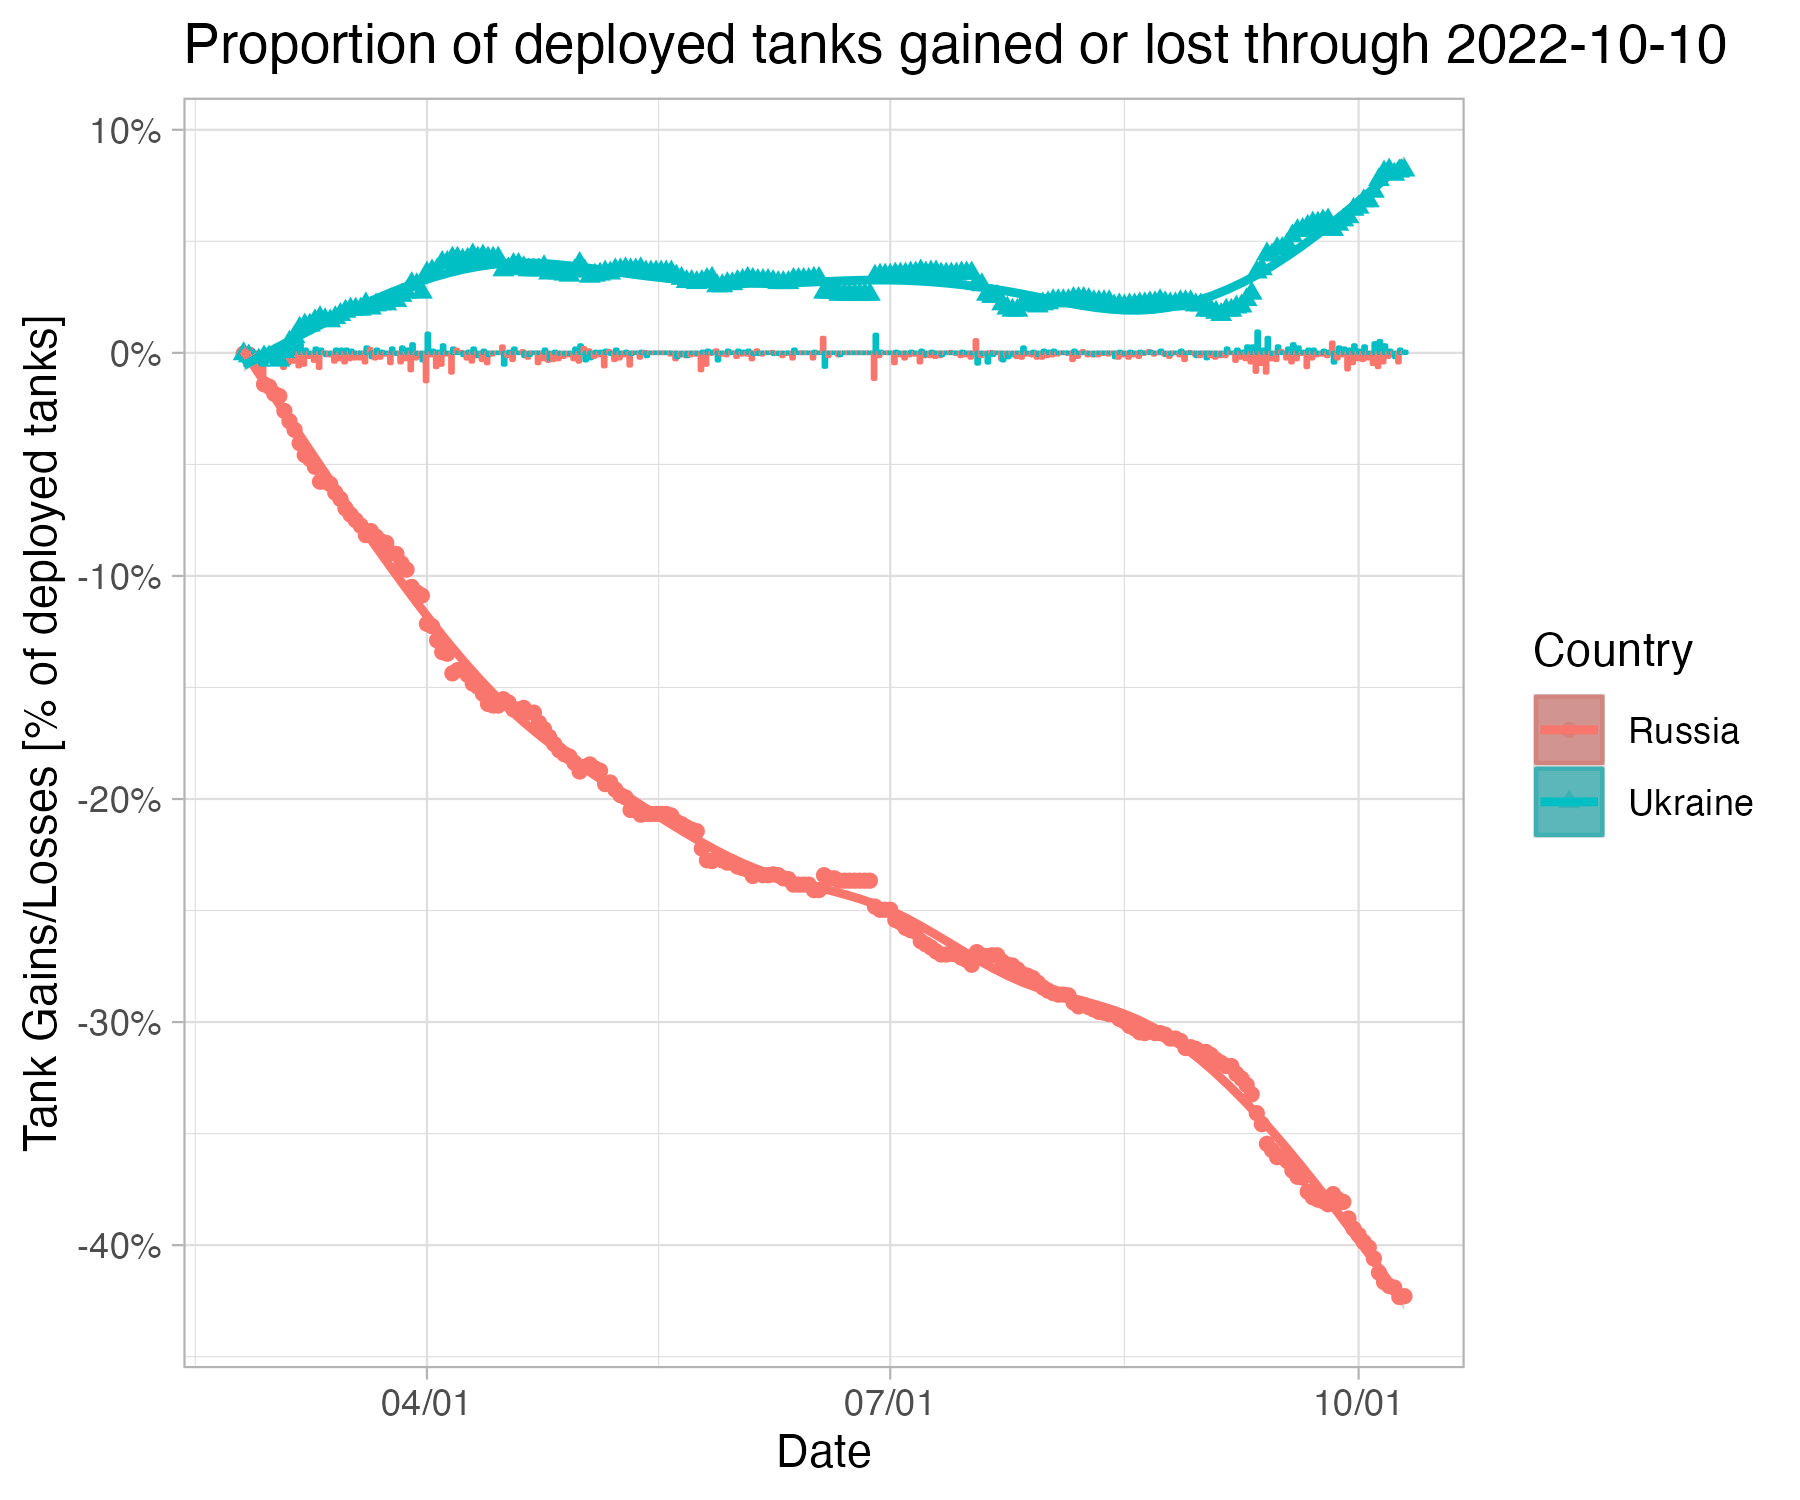 Proportion of deployed tanks gained or lost through 2022-10-10
Tank Gains/Losses [% of deployed tanks]
10%
0%
-10%
-20%
-30%
-40%
04/01
07/01
10/01
Date
Country
Russia
Ukraine